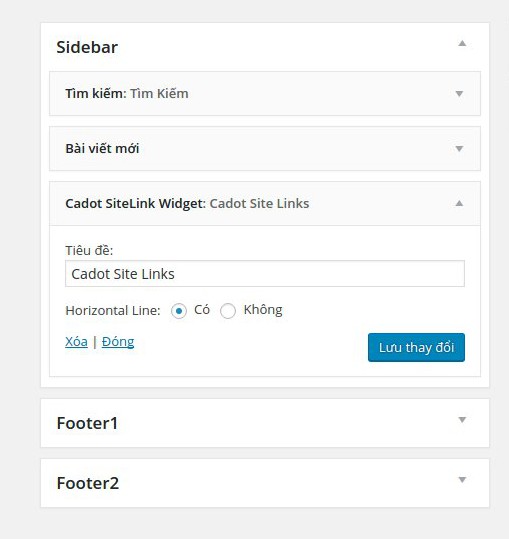 Sidebar
Tìm kiếm: Tìm Kiếm
Bài viết mới
Cadot SiteLink Widget: Cadot Site Links
Tiêu đề:
Cadot Site Links
Horizontal Line: Có Không
Xóa | Đóng Lưu thay đổi
Footer1
Footer2